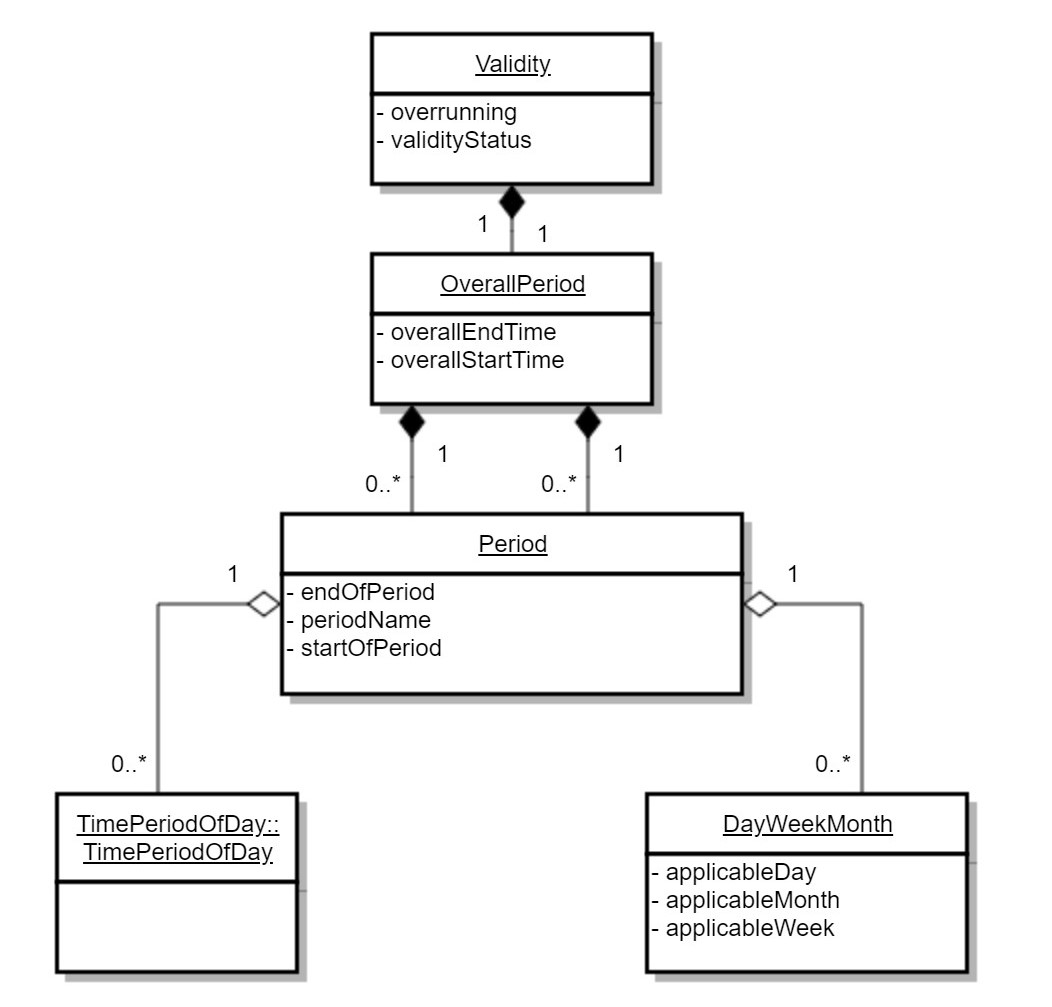 Validity
- overrunning
- validityStatus
1
1
OverallPeriod
- overallEndTime
- overallStartTime
1
1
0..*
0..*
Period
- endOfPeriod
- periodName
- startOfPeriod
1
1
0..*
0..*
TimePeriodOfDay::
TimePeriodOfDay
DayWeekMonth
- applicableDay
- applicableMonth
- applicableWeek